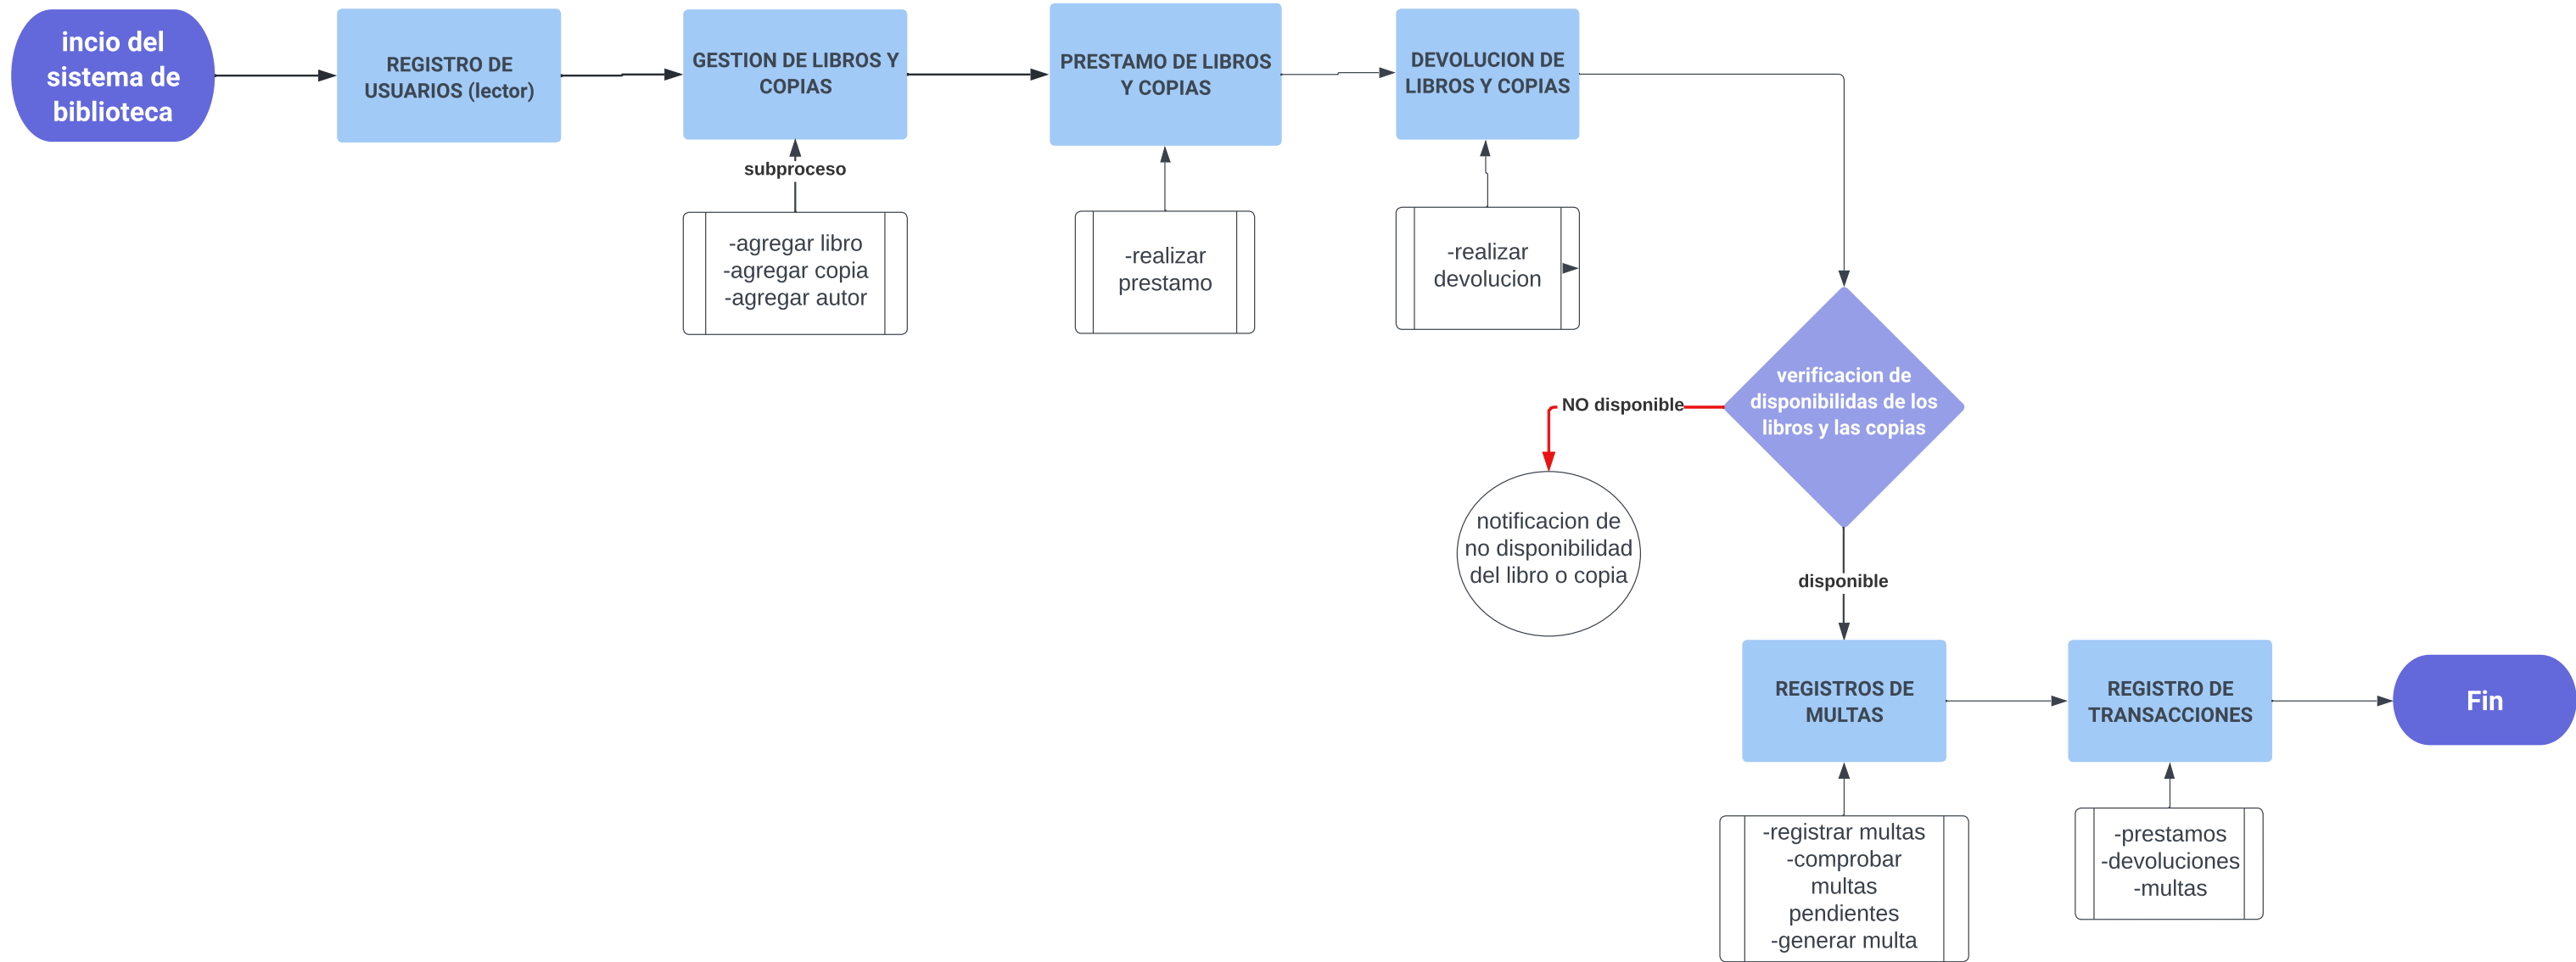 incio del
sistema de
biblioteca
REGISTRO DE
USUARIOS (lector)
GESTION DE LIBROS Y
COPIAS
PRESTAMO DE LIBROS
Y COPIAS
DEVOLUCION DE
LIBROS Y COPIAS
subproceso
-agregar libro
-agregar copia
-agregar autor
-realizar
prestamo
-realizar
devolucion
verificacion de
disponibilidas de los
libros y las copias
NO disponible
notificacion de
no disponibilidad
del libro o copia
disponible
REGISTROS DE
MULTAS
REGISTRO DE
TRANSACCIONES
Fin
-registrar multas
-comprobar
multas
pendientes
-generar multa
-prestamos
-devoluciones
-multas